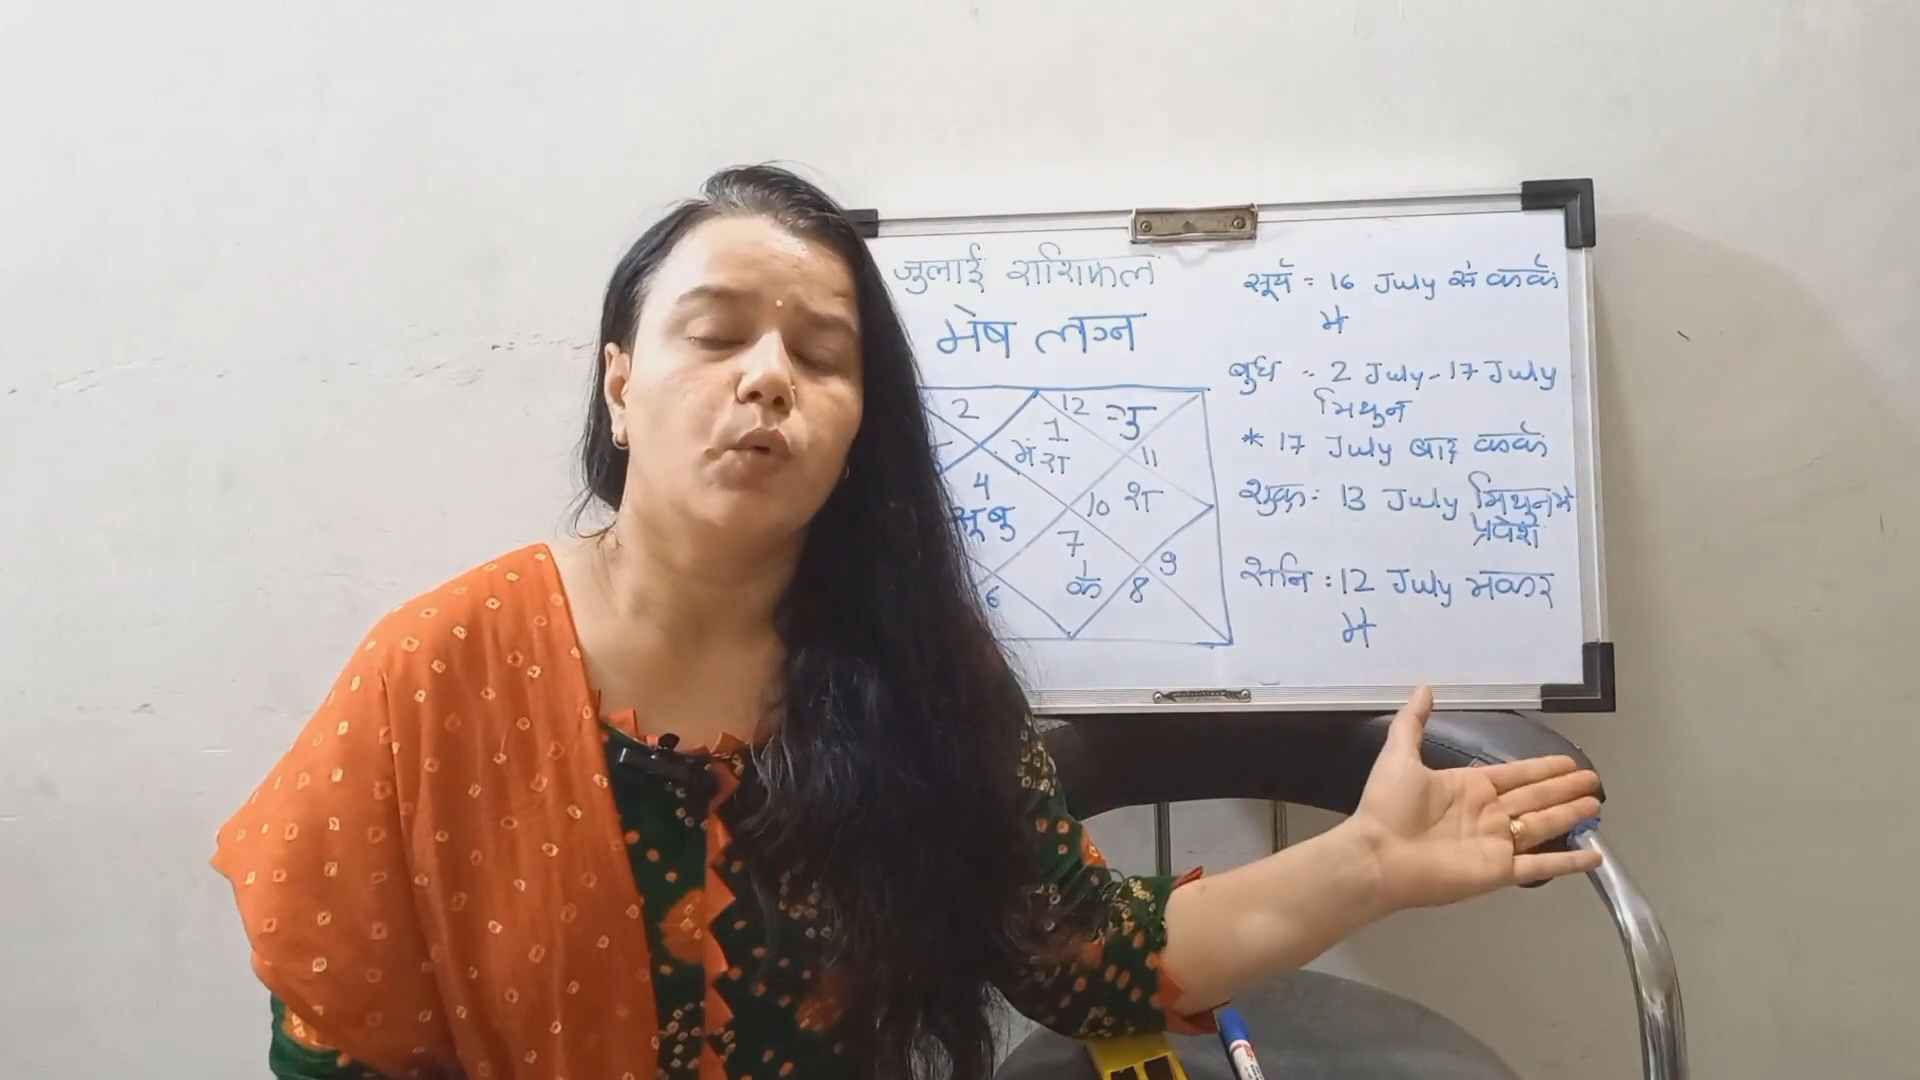 जुलाई राशिफल
मेष लग्न
2
12 गु
1
मं रा
11
4
सू बु
10 श
7
के
6
8
9
सूर्य = 16 July से कर्क
में
बुध - 2 July - 17 July
मिथुन
* 17 July बाद कर्क
शुक्र : 13 July मिथुन मे
प्रवेश
शनि : 12 July मकर
में